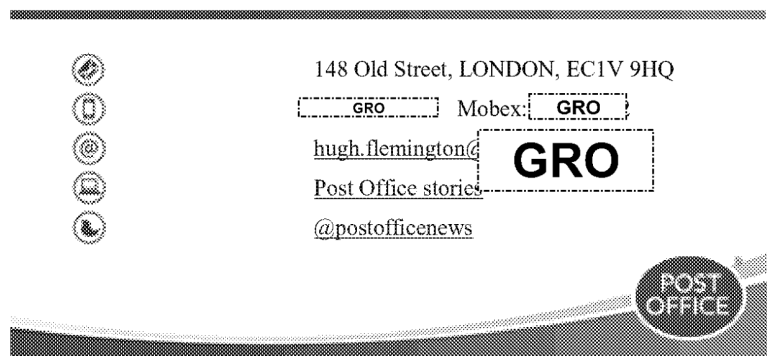 148 Old Street, LONDON, EC1V 9HQ
GRO Mobex: GRO
hugh.flemington@ GRO
Post Office stories
@postofficenews
POST
OFFICE